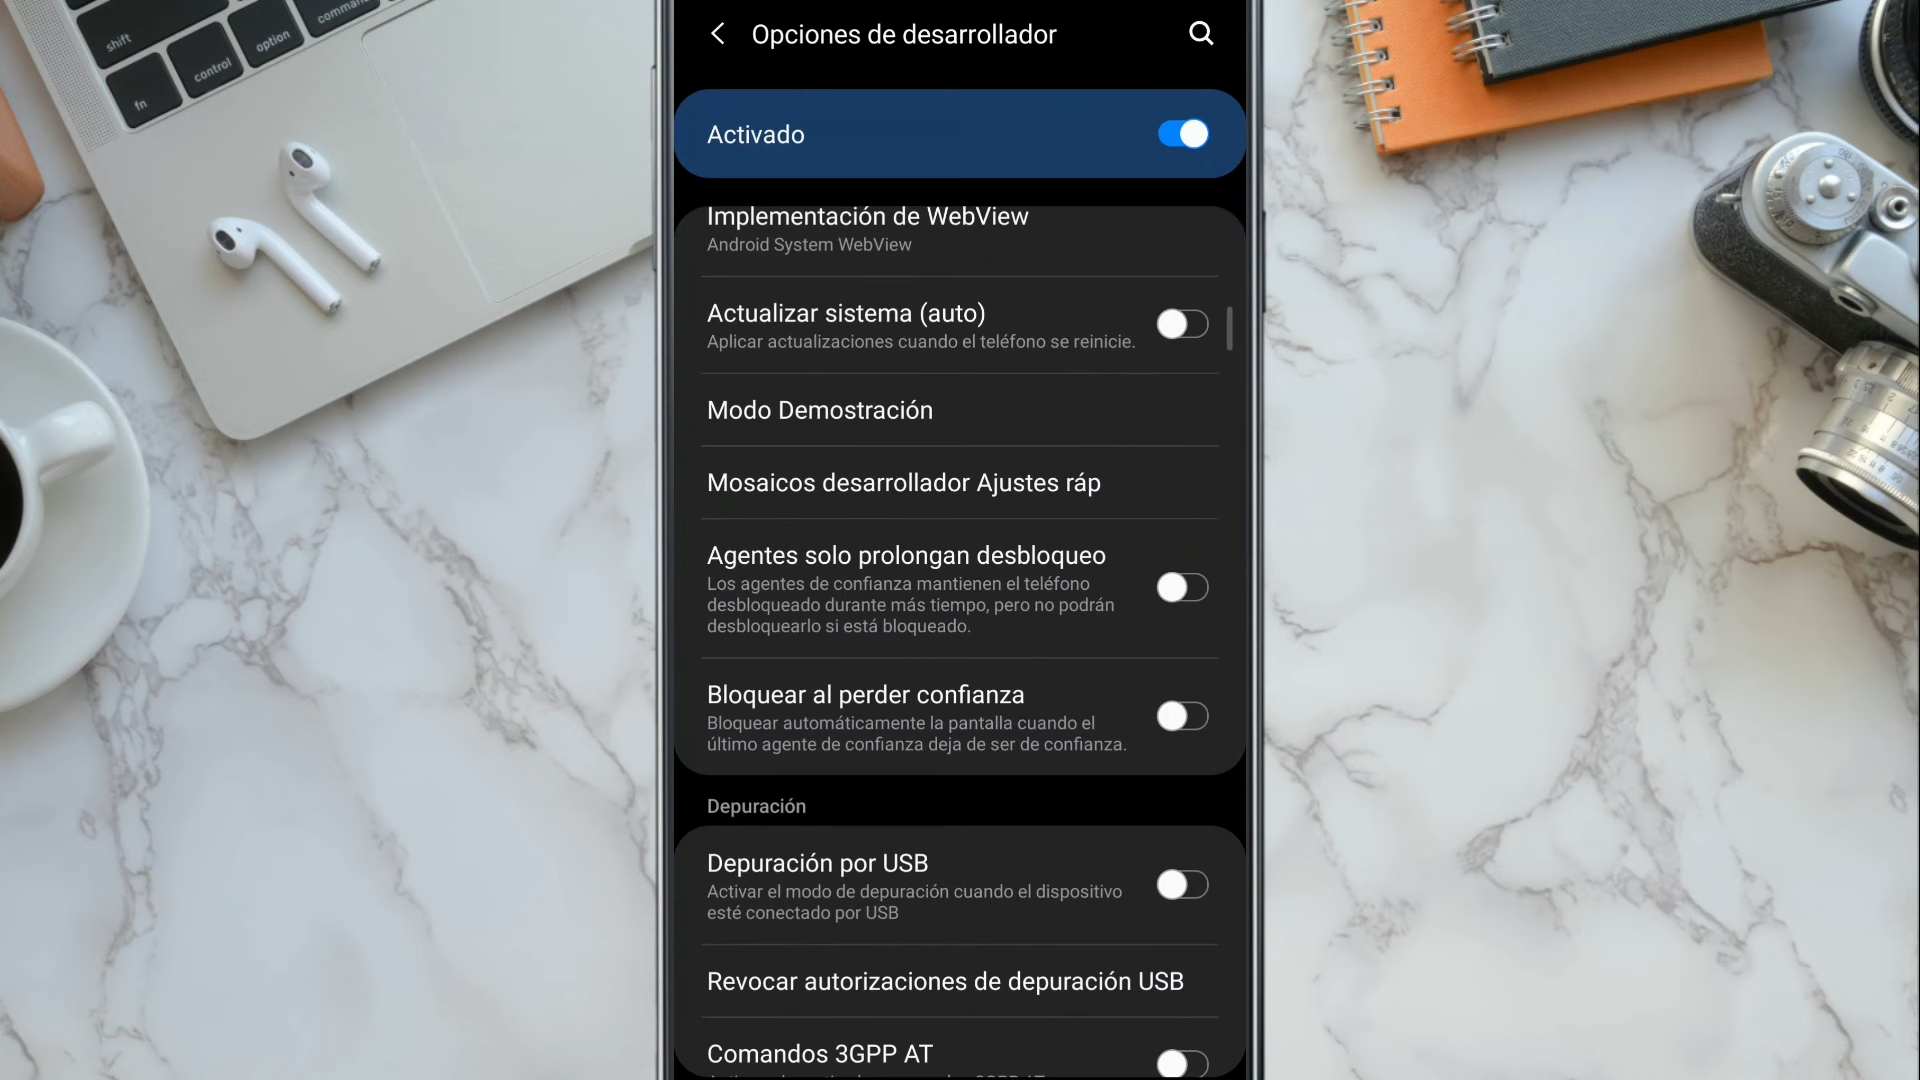 shift
fn
control
option
command
Opciones de desarrollador
Activado
Implementación de WebView
Android System WebView
Actualizar sistema (auto)
Aplicar actualizaciones cuando el teléfono se reinicie.
Modo Demostración
Mosaicos desarrollador Ajustes ráp
Agentes solo prolongan desbloqueo
Los agentes de confianza mantienen el teléfono
desbloqueado durante más tiempo, pero no podrán
desbloquearlo si está bloqueado.
Bloquear al perder confianza
Bloquear automáticamente la pantalla cuando el
último agente de confianza deja de ser de confianza.
Depuración
Depuración por USB
Activar el modo de depuración cuando el dispositivo
esté conectado por USB
Revocar autorizaciones de depuración USB
Comandos 3GPP AT